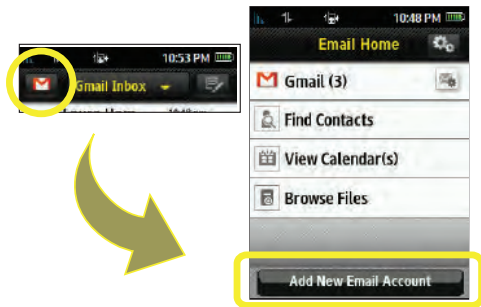 10:53 PM
Gmail Inbox
10:48 PM
Email Home
Gmail (3)
Find Contacts
View Calendar(s)
Browse Files
Add New Email Account